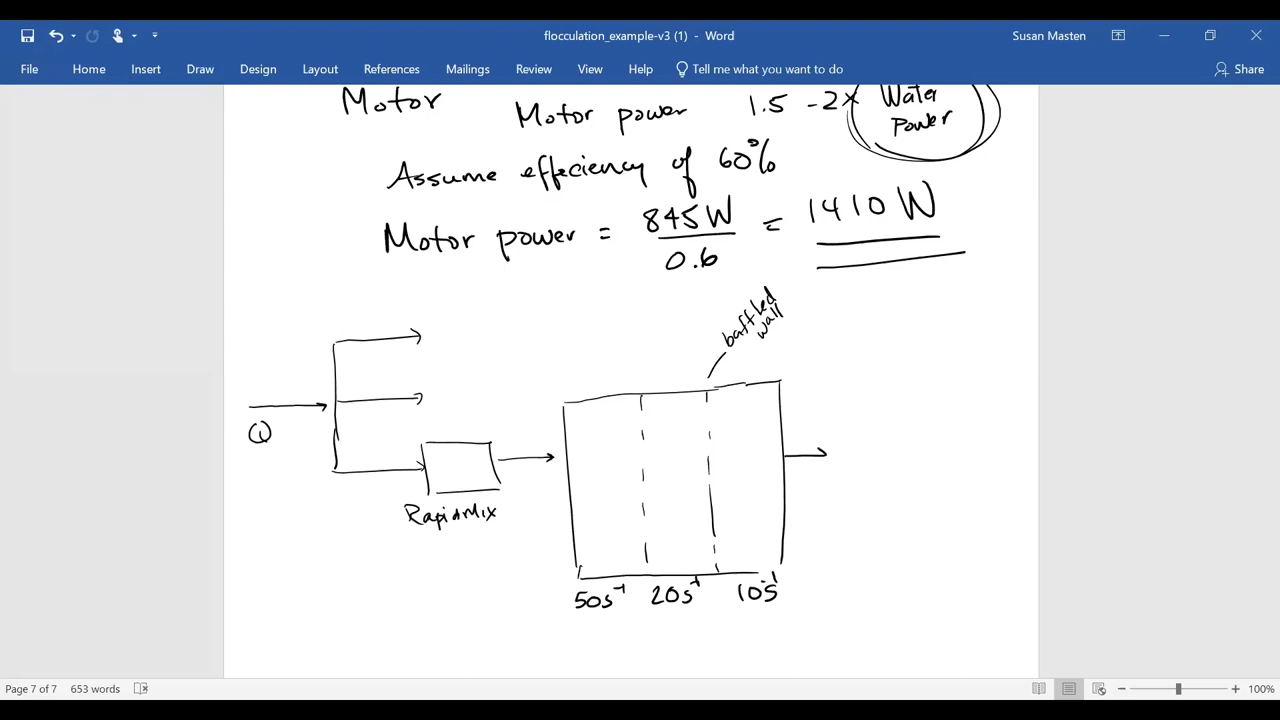 flocculation_example-v3 (1) - Word
Susan Masten
File Home Insert Draw Design Layout References Mailings Review View Help Tell me what you want to do Share
Motor Motor power 1.5 - 2x Water Power
Assume effeciency of 60%
Motor power = 845W / 0.6 = 1410 W
baffled wall
Q
Rapid Mix
50s⁻¹ 20s⁻¹ 10s⁻¹
Page 7 of 7 653 words 100%